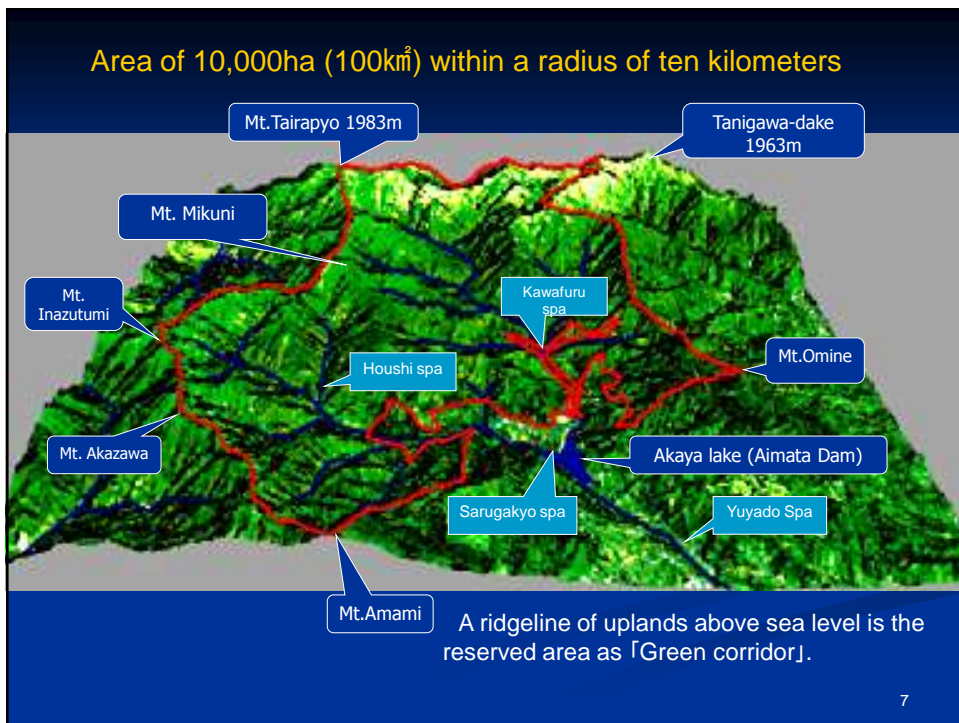 Area of 10,000ha (100㎢) within a radius of ten kilometers
Mt.Tairapyo 1983m
Tanigawa-dake
1963m
Mt. Mikuni
Kawafuru
spa
Mt.
Inazutumi
Houshi spa
Mt.Omine
Mt. Akazawa
Akaya lake (Aimata Dam)
Sarugakyo spa
Yuyado Spa
Mt.Amami
A ridgeline of uplands above sea level is the
reserved area as ｢Green corridor｣.
7